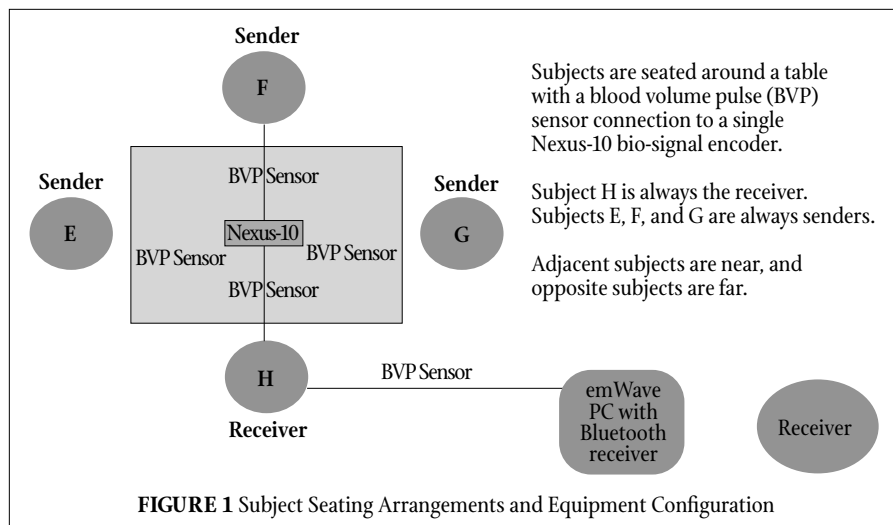 Sender
F
Subjects are seated around a table
with a blood volume pulse (BVP)
sensor connection to a single
Nexus-10 bio-signal encoder.
BVP Sensor
Sender
E
Sender
G
Subject H is always the receiver.
Subjects E, F, and G are always senders.
Nexus-10
BVP Sensor
BVP Sensor
BVP Sensor
Adjacent subjects are near, and
opposite subjects are far.
H
Receiver
BVP Sensor
emWave
PC with
Bluetooth
receiver
Receiver
FIGURE 1 Subject Seating Arrangements and Equipment Configuration